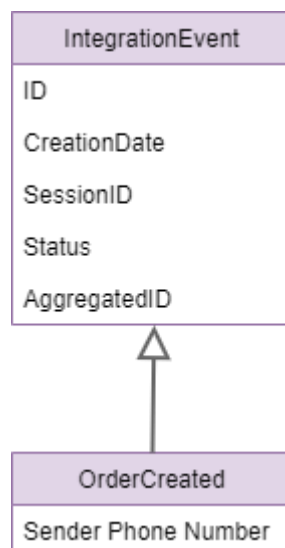 IntegrationEvent
ID
CreationDate
SessionID
Status
AggregatedID
OrderCreated
Sender Phone Number